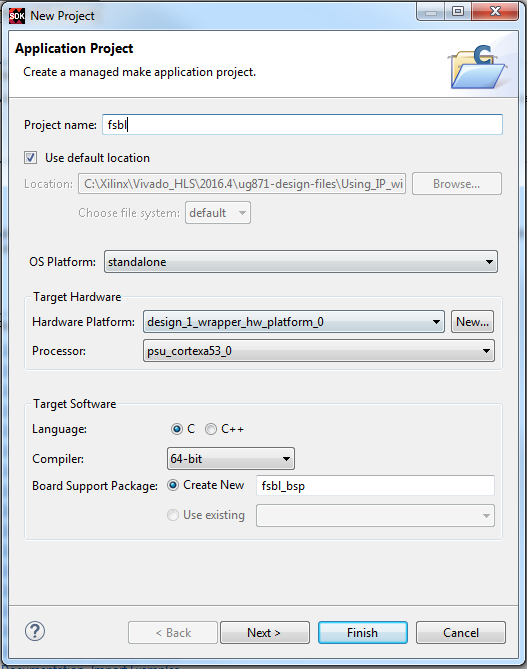 SDK New Project
Application Project
Create a managed make application project.
C
Project name: fsbl
Use default location
Location: C:\Xilinx\Vivado_HLS\2016.4\ug871-design-files\Using_IP_wi Browse...
Choose file system: default
OS Platform: standalone
Target Hardware
Hardware Platform: design_1_wrapper_hw_platform_0 New...
Processor: psu_cortexa53_0
Target Software
Language: C C++
Compiler: 64-bit
Board Support Package: Create New fsbl_bsp
Use existing
? < Back Next > Finish Cancel